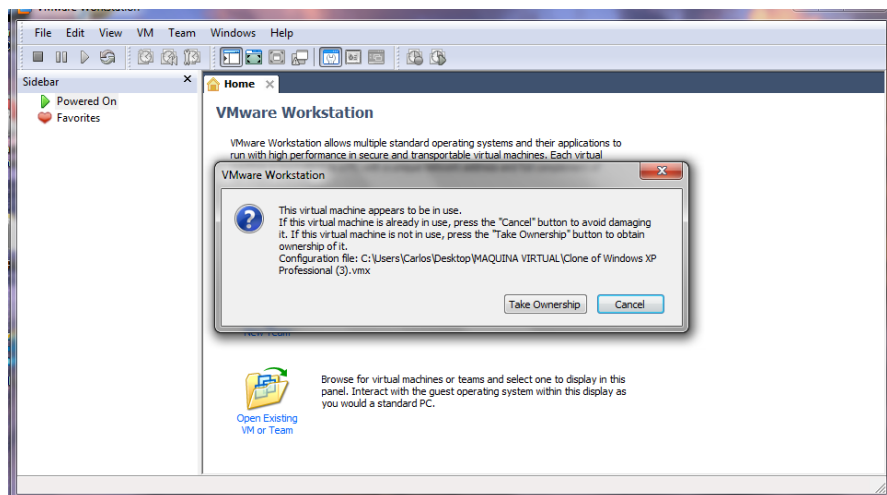 VMware Workstation
File Edit View VM Team Windows Help
Sidebar
Powered On
Favorites
Home
VMware Workstation
VMware Workstation allows multiple standard operating systems and their applications to
run with high performance in secure and transportable virtual machines. Each virtual
VMware Workstation
This virtual machine appears to be in use.
If this virtual machine is already in use, press the "Cancel" button to avoid damaging
it. If this virtual machine is not in use, press the "Take Ownership" button to obtain
ownership of it.
Configuration file: C:\Users\Carlos\Desktop\MAQUINA VIRTUAL\Clone of Windows XP
Professional (3).vmx
Take Ownership
Cancel
New Team
Browse for virtual machines or teams and select one to display in this
panel. Interact with the guest operating system within this display as
you would a standard PC.
Open Existing
VM or Team